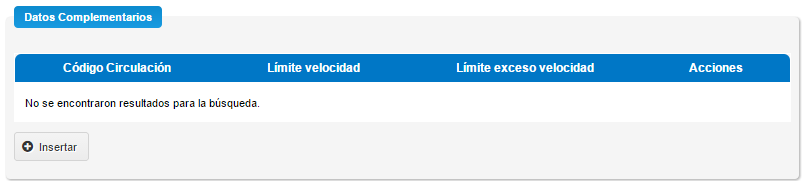 Datos Complementarios
Código Circulación Límite velocidad Límite exceso velocidad Acciones
No se encontraron resultados para la búsqueda.
Insertar